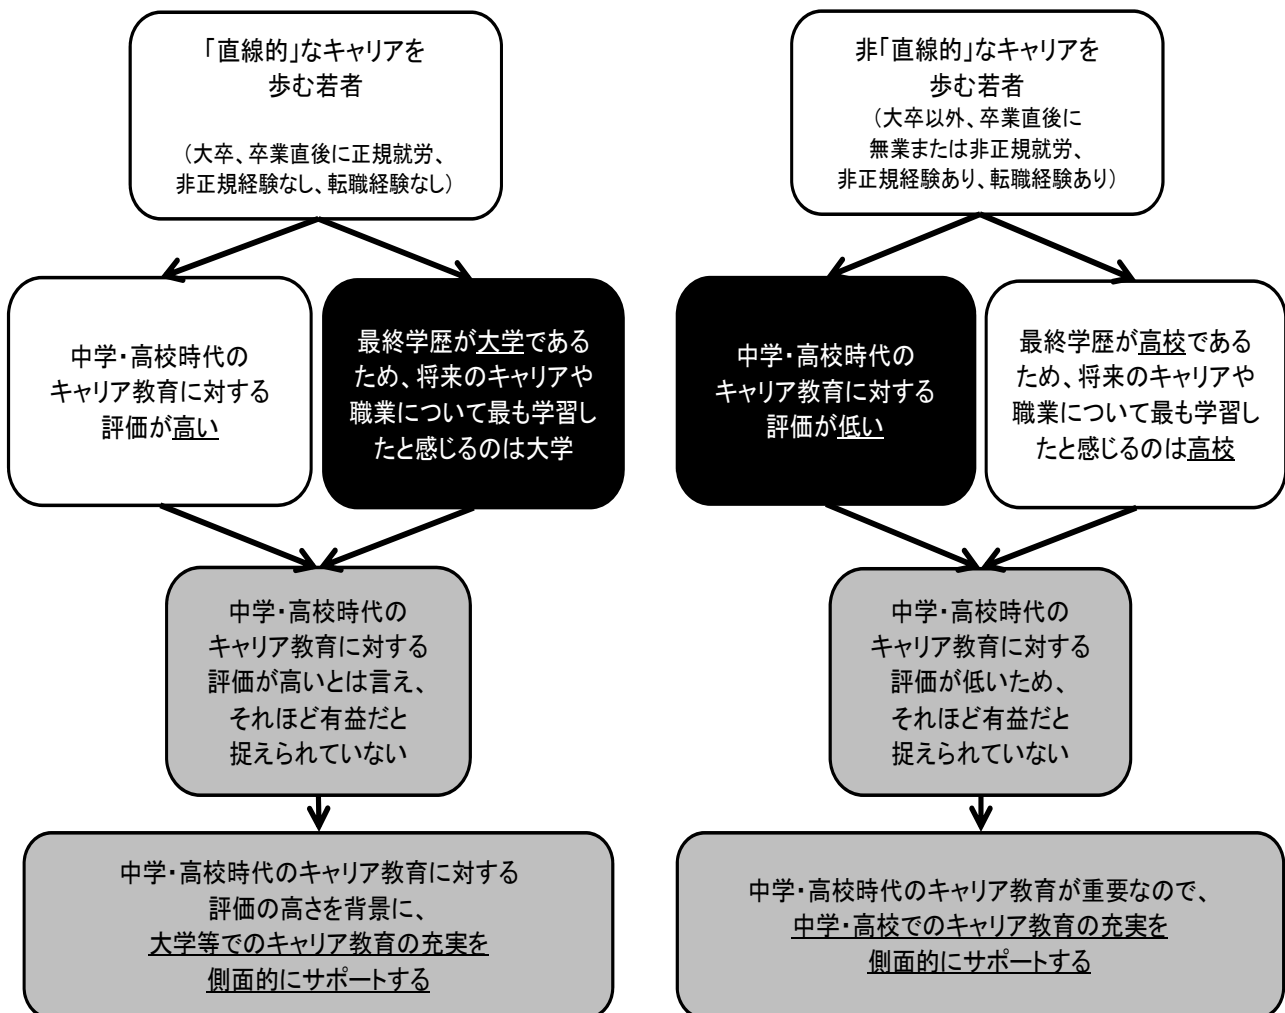 「直線的」なキャリアを
歩む若者
（大卒、卒業直後に正規就労、
非正規経験なし、転職経験なし）
非「直線的」なキャリアを
歩む若者
（大卒以外、卒業直後に
無業または非正規就労、
非正規経験あり、転職経験あり）
中学・高校時代の
キャリア教育に対する
評価が高い
最終学歴が大学である
ため、将来のキャリアや
職業について最も学習し
たと感じるのは大学
中学・高校時代の
キャリア教育に対する
評価が低い
最終学歴が高校である
ため、将来のキャリアや
職業について最も学習し
たと感じるのは高校
中学・高校時代の
キャリア教育に対する
評価が高いとは言え、
それほど有益だと
捉えられていない
中学・高校時代の
キャリア教育に対する
評価が低いため、
それほど有益だと
捉えられていない
中学・高校時代のキャリア教育に対する
評価の高さを背景に、
大学等でのキャリア教育の充実を
側面的にサポートする
中学・高校時代のキャリア教育が重要なので、
中学・高校でのキャリア教育の充実を
側面的にサポートする